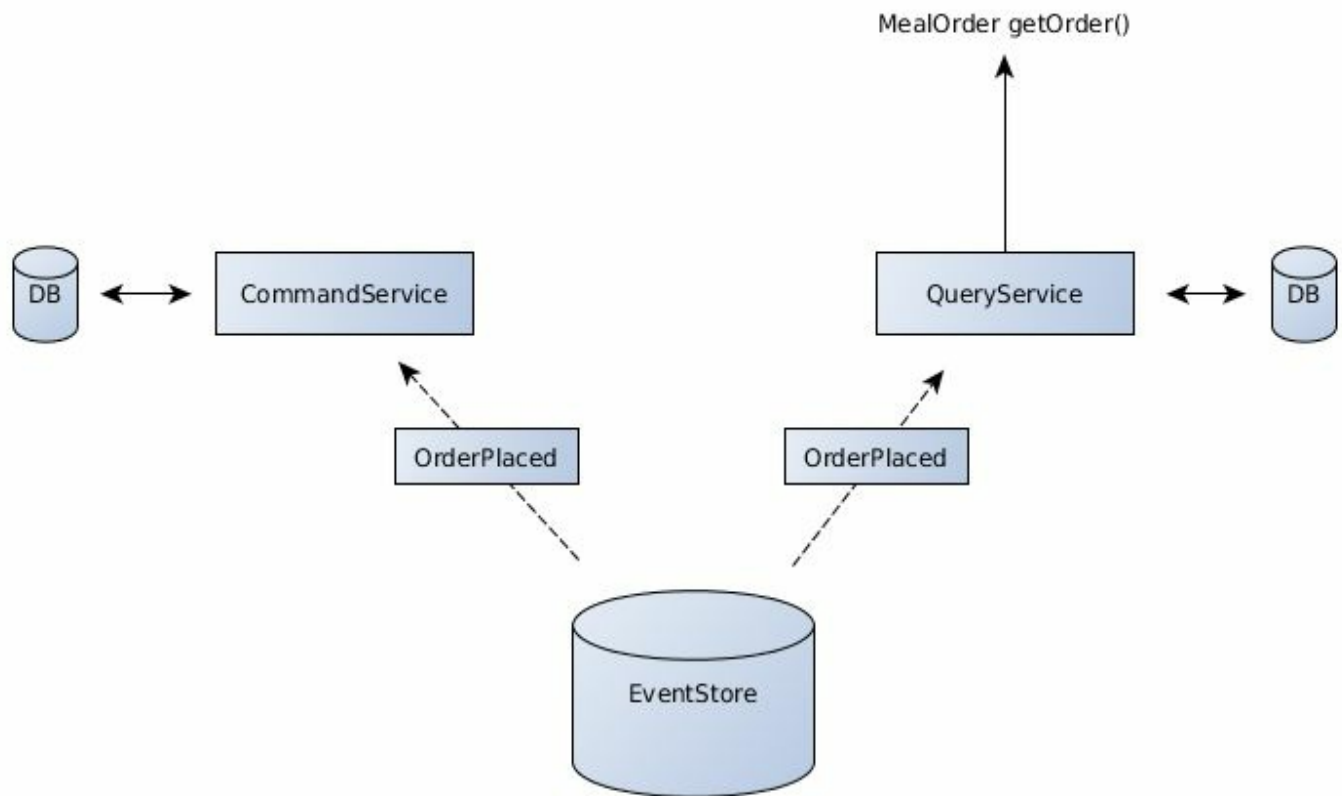 MealOrder getOrder()
DB
CommandService
QueryService
DB
OrderPlaced
OrderPlaced
EventStore